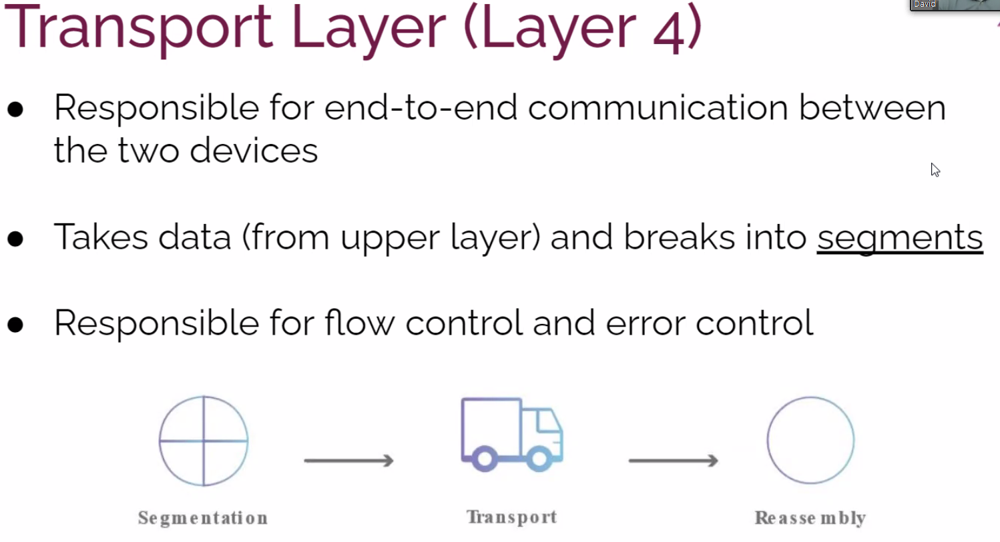 David
Transport Layer (Layer 4)
● Responsible for end-to-end communication between
the two devices
● Takes data (from upper layer) and breaks into segments
● Responsible for flow control and error control
Segmentation
Transport
Reassembly